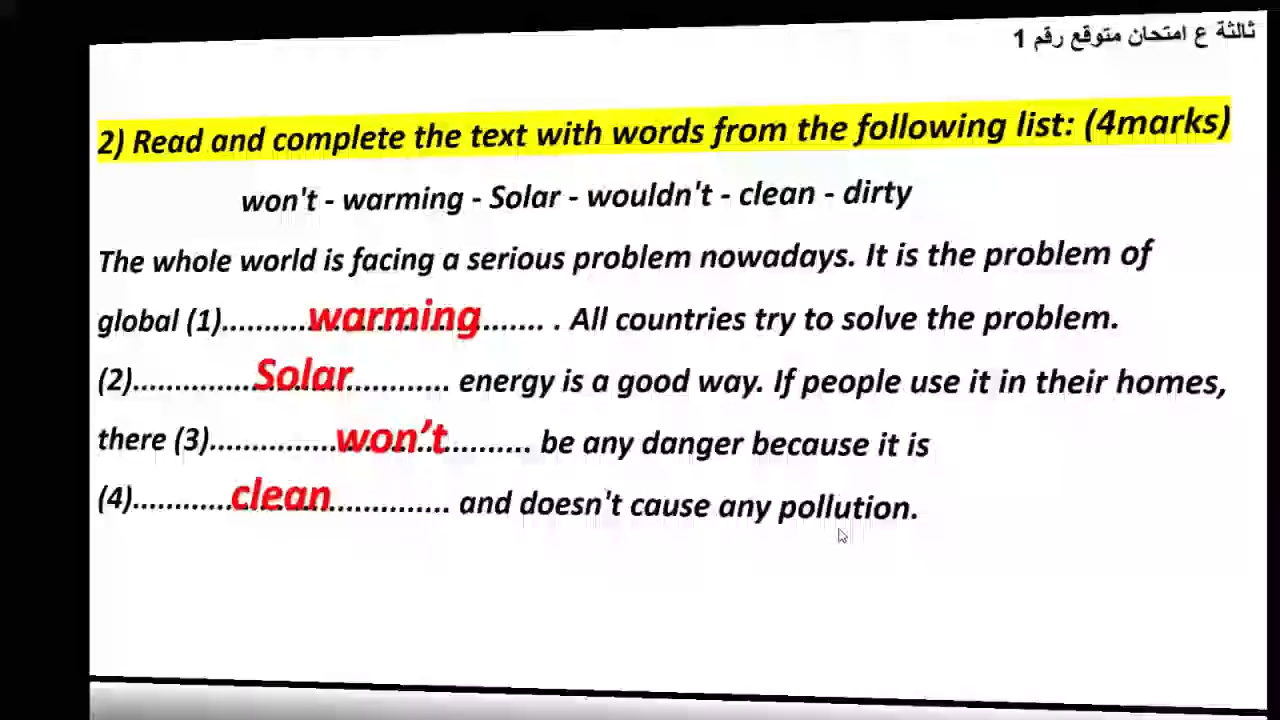 ثالثة ع امتحان متوقع رقم 1
2) Read and complete the text with words from the following list: (4marks)
won't - warming - Solar - wouldn't - clean - dirty
The whole world is facing a serious problem nowadays. It is the problem of
global (1)..........warming....... . All countries try to solve the problem.
(2)..............Solar............ energy is a good way. If people use it in their homes,
there (3)...............won’t.......... be any danger because it is
(4)............clean.............. and doesn't cause any pollution.